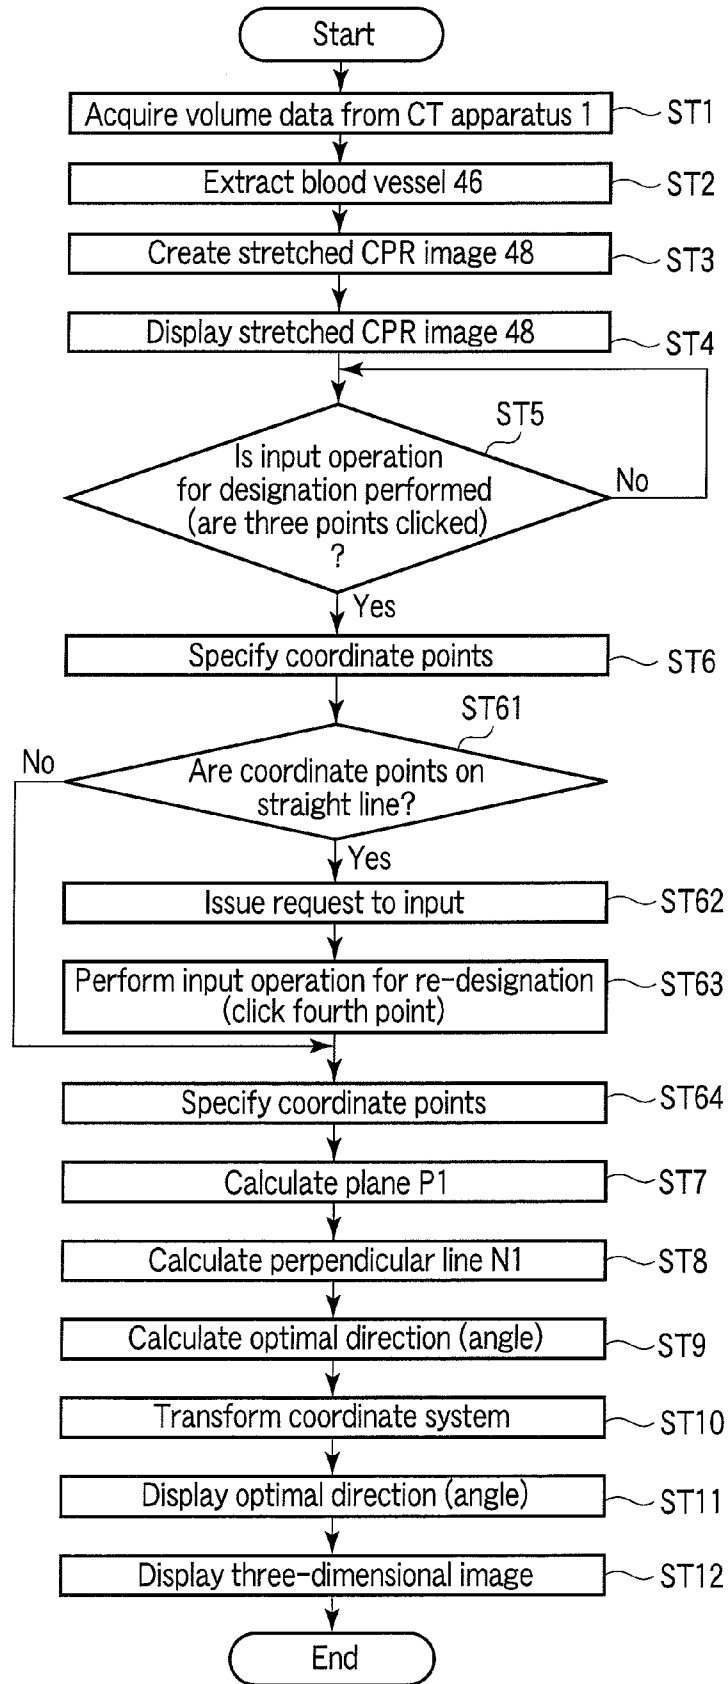 Start
Acquire volume data from CT apparatus 1
ST1
Extract blood vessel 46
ST2
Create stretched CPR image 48
ST3
Display stretched CPR image 48
ST4
ST5
Is input operation
for designation performed
(are three points clicked)
?
No
Yes
Specify coordinate points
ST6
ST61
No
Are coordinate points on
straight line?
Yes
Issue request to input
ST62
Perform input operation for re-designation
(click fourth point)
ST63
Specify coordinate points
ST64
Calculate plane P1
ST7
Calculate perpendicular line N1
ST8
Calculate optimal direction (angle)
ST9
Transform coordinate system
ST10
Display optimal direction (angle)
ST11
Display three-dimensional image
ST12
End